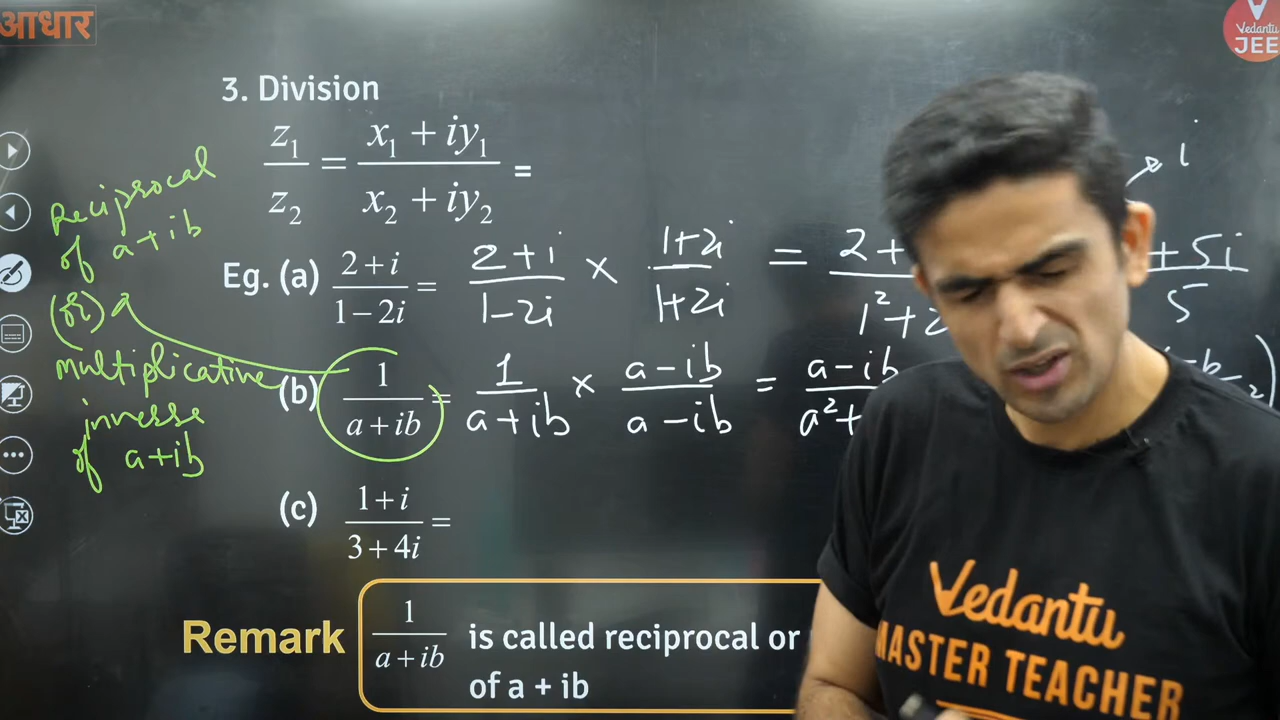 आधार
Vedantu
JEE
3. Division
z₁/z₂ = (x₁ + iy₁)/(x₂ + iy₂) =
Reciprocal
of a+ib
(or)
multiplicative
inverse
of a+ib
i
Eg. (a) (2+i)/(1−2i) = (2+i)/(1−2i) × (1+2i)/(1+2i) = 2+ / 1²+2 +5i / 5
(b) 1/(a+ib) = 1/(a+ib) × (a−ib)/(a−ib) = (a−ib)/(a²+
(c) (1+i)/(3+4i) =
Remark
1/(a+ib) is called reciprocal or
of a + ib
Vedantu
MASTER TEACHER